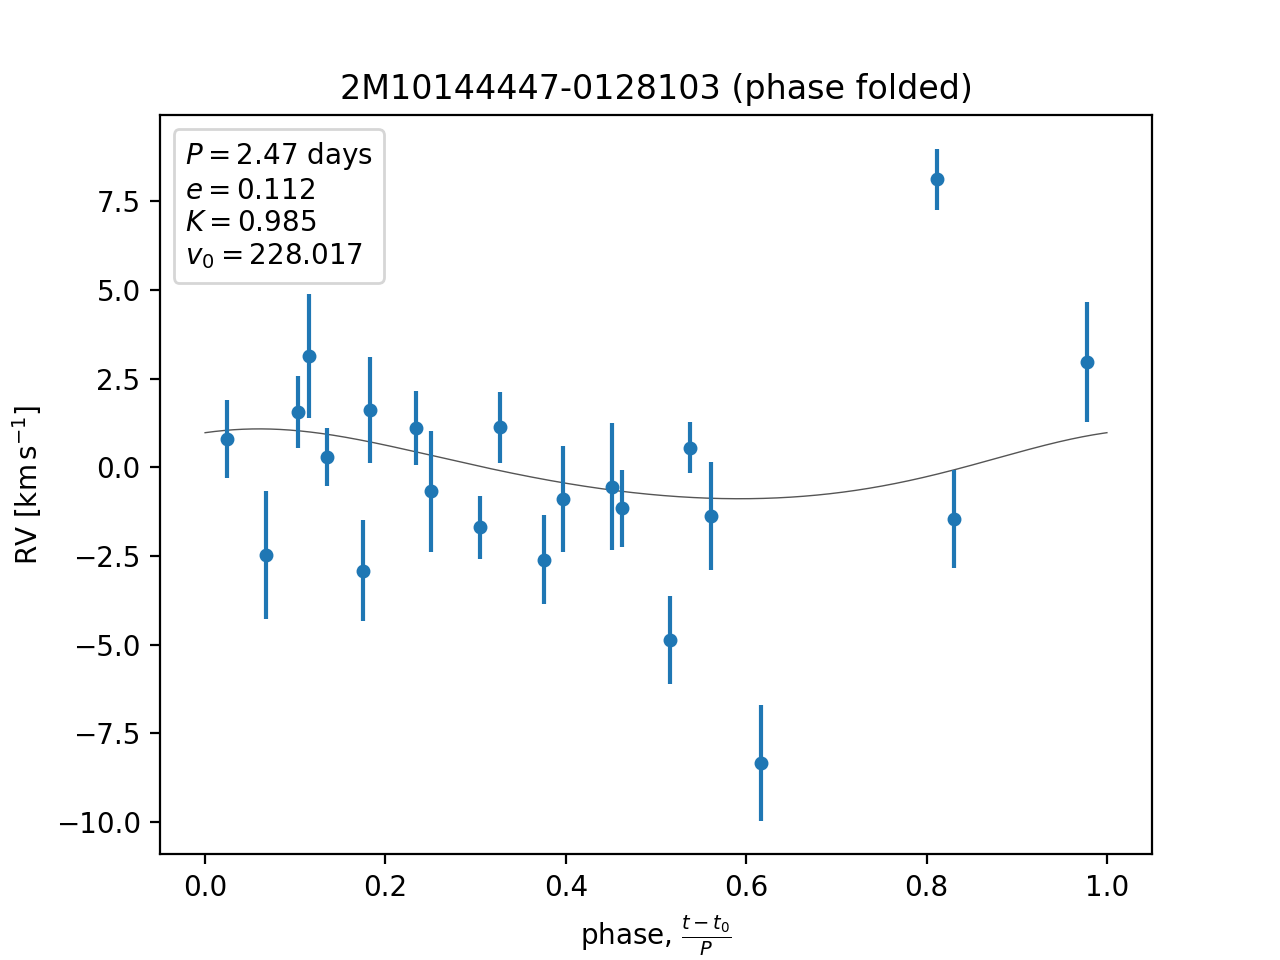 2M10144447-0128103 (phase folded)
P = 2.47 days
e = 0.112
K = 0.985
v₀ = 228.017
RV [km s⁻¹]
7.5
5.0
2.5
0.0
−2.5
−5.0
−7.5
−10.0
0.0 0.2 0.4 0.6 0.8 1.0
phase, (t − t₀)/P